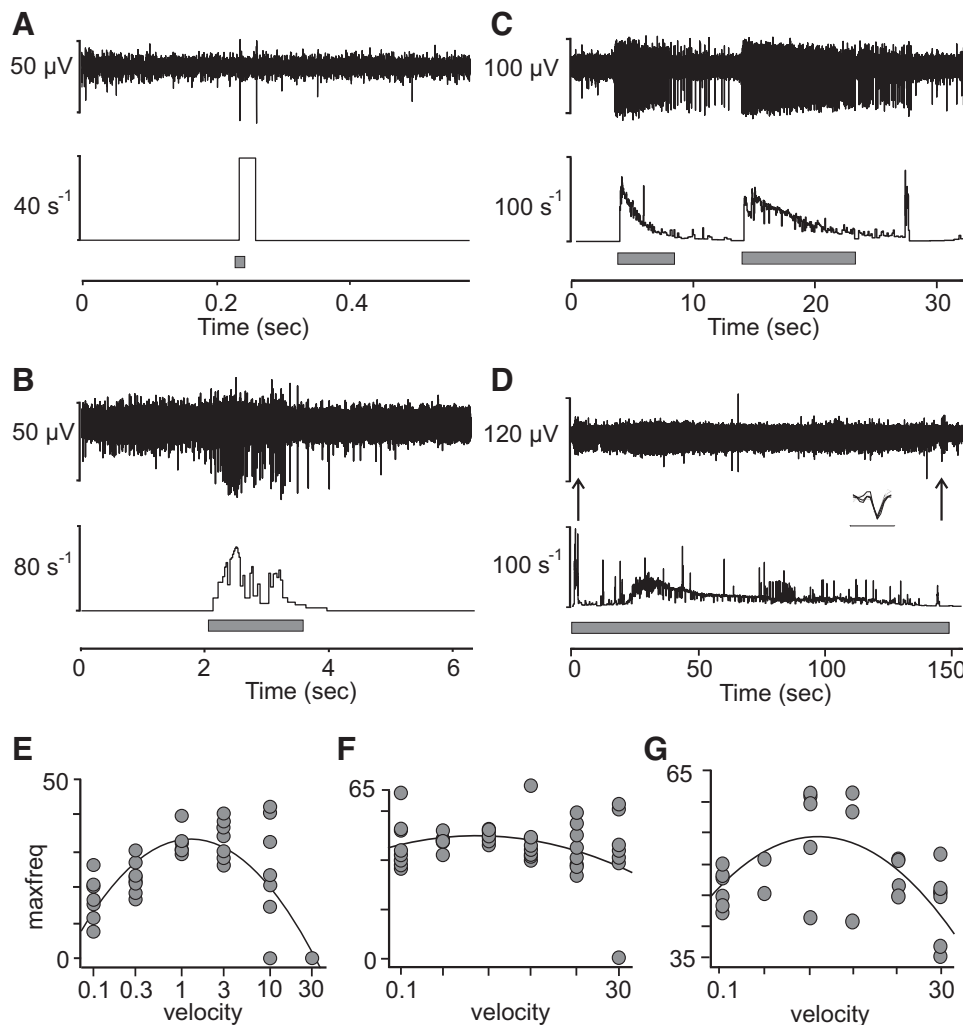 A
50 µV
40 s-1
0 0.2 0.4
Time (sec)
C
100 µV
100 s-1
0 10 20 30
Time (sec)
B
50 µV
80 s-1
0 2 4 6
Time (sec)
D
120 µV
100 s-1
0 50 100 150
Time (sec)
E
50
0
maxfreq
0.1 0.3 1 3 10 30
velocity
F
65
0
0.1 30
velocity
G
65
35
0.1 30
velocity